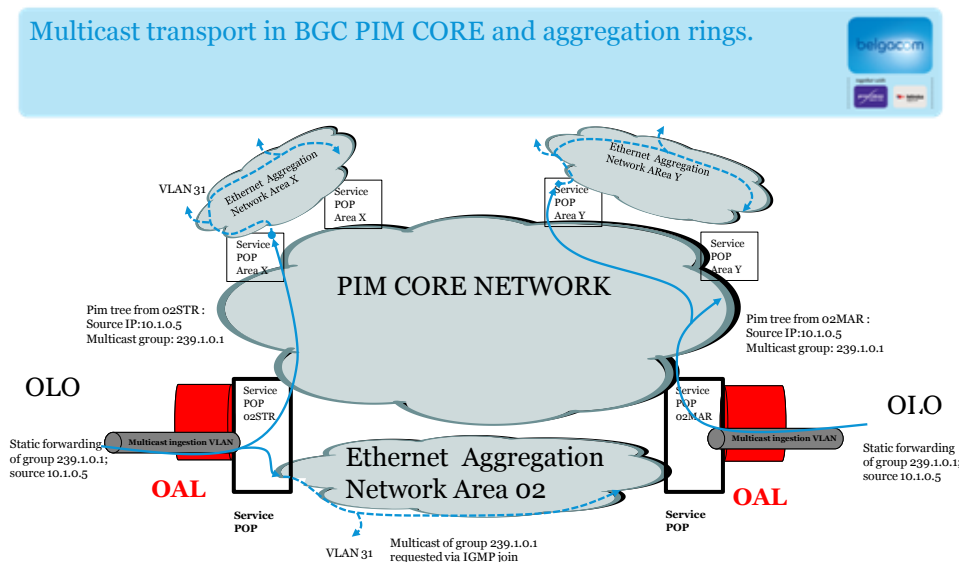 Multicast transport in BGC PIM CORE and aggregation rings.
belgacom
Ethernet Aggregation
Network Area X
VLAN 31
Service
POP
Area X
Service
POP
Area X
Ethernet Aggregation
Network ARea Y
Service
POP
Area Y
Service
POP
Area Y
PIM CORE NETWORK
Pim tree from 02STR :
Source IP:10.1.0.5
Multicast group: 239.1.0.1
Pim tree from 02MAR :
Source IP:10.1.0.5
Multicast group: 239.1.0.1
OLO
Service
POP
02STR
Multicast ingestion VLAN
Static forwarding
of group 239.1.0.1;
source 10.1.0.5
OAL
Service
POP
Ethernet Aggregation
Network Area 02
VLAN 31
Multicast of group 239.1.0.1
requested via IGMP join
Service
POP
02MAR
Multicast ingestion VLAN
OLO
Static forwarding
of group 239.1.0.1;
source 10.1.0.5
OAL
Service
POP